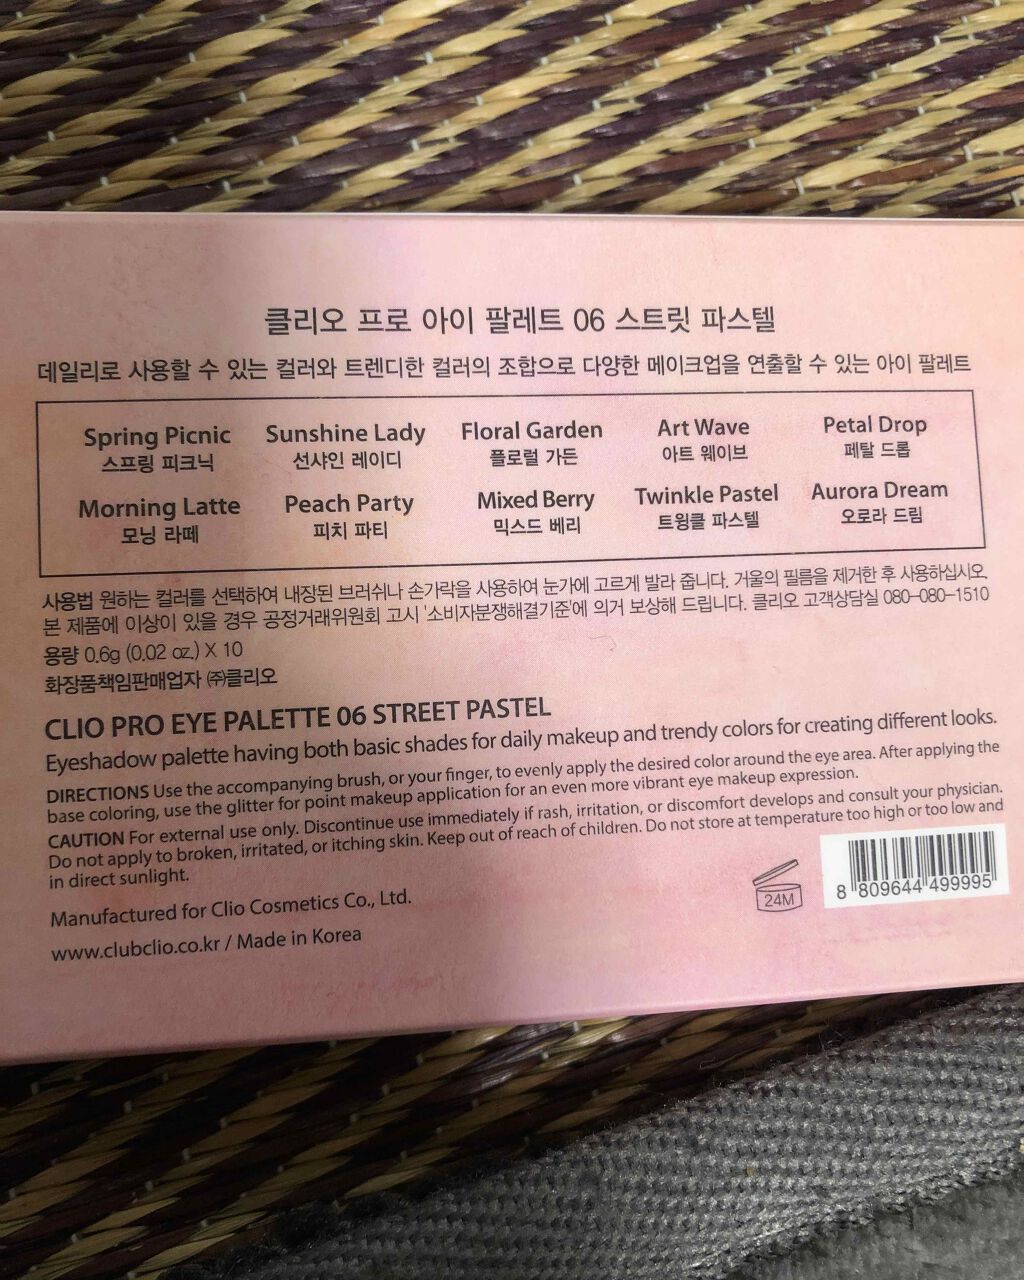 클리오 프로 아이 팔레트 06 스트릿 파스텔
데일리로 사용할 수 있는 컬러와 트렌디한 컬러의 조합으로 다양한 메이크업을 연출할 수 있는 아이 팔레트
Spring Picnic Sunshine Lady Floral Garden Art Wave Petal Drop
스프링 피크닉 선샤인 레이디 플로럴 가든 아트 웨이브 페탈 드롭
Morning Latte Peach Party Mixed Berry Twinkle Pastel Aurora Dream
모닝 라떼 피치 파티 믹스드 베리 트윙클 파스텔 오로라 드림
사용법 원하는 컬러를 선택하여 내장된 브러쉬나 손가락을 사용하여 눈가에 고르게 발라 줍니다. 거울의 필름을 제거한 후 사용하십시오.
본 제품에 이상이 있을 경우 공정거래위원회 고시 '소비자분쟁해결기준'에 의거 보상해 드립니다. 클리오 고객상담실 080-080-1510
용량 0.6g (0.02 oz.) X 10
화장품책임판매업자 ㈜클리오
CLIO PRO EYE PALETTE 06 STREET PASTEL
Eyeshadow palette having both basic shades for daily makeup and trendy colors for creating different looks.
DIRECTIONS Use the accompanying brush, or your finger, to evenly apply the desired color around the eye area. After applying the
base coloring, use the glitter for point makeup application for an even more vibrant eye makeup expression.
CAUTION For external use only. Discontinue use immediately if rash, irritation, or discomfort develops and consult your physician.
Do not apply to broken, irritated, or itching skin. Keep out of reach of children. Do not store at temperature too high or too low and
in direct sunlight.
Manufactured for Clio Cosmetics Co., Ltd.
www.clubclio.co.kr / Made in Korea
24M
8 809644 499995